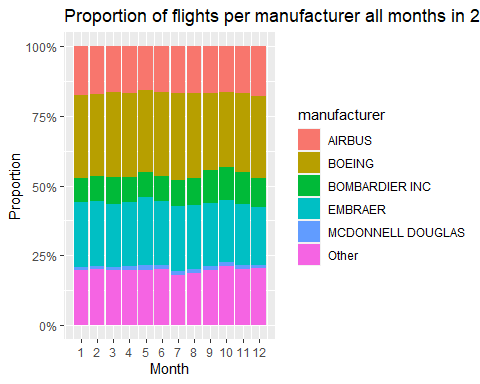 Proportion of flights per manufacturer all months in 2
100%
75%
50%
25%
0%
Proportion
1 2 3 4 5 6 7 8 9 10 11 12
Month
manufacturer
AIRBUS
BOEING
BOMBARDIER INC
EMBRAER
MCDONNELL DOUGLAS
Other